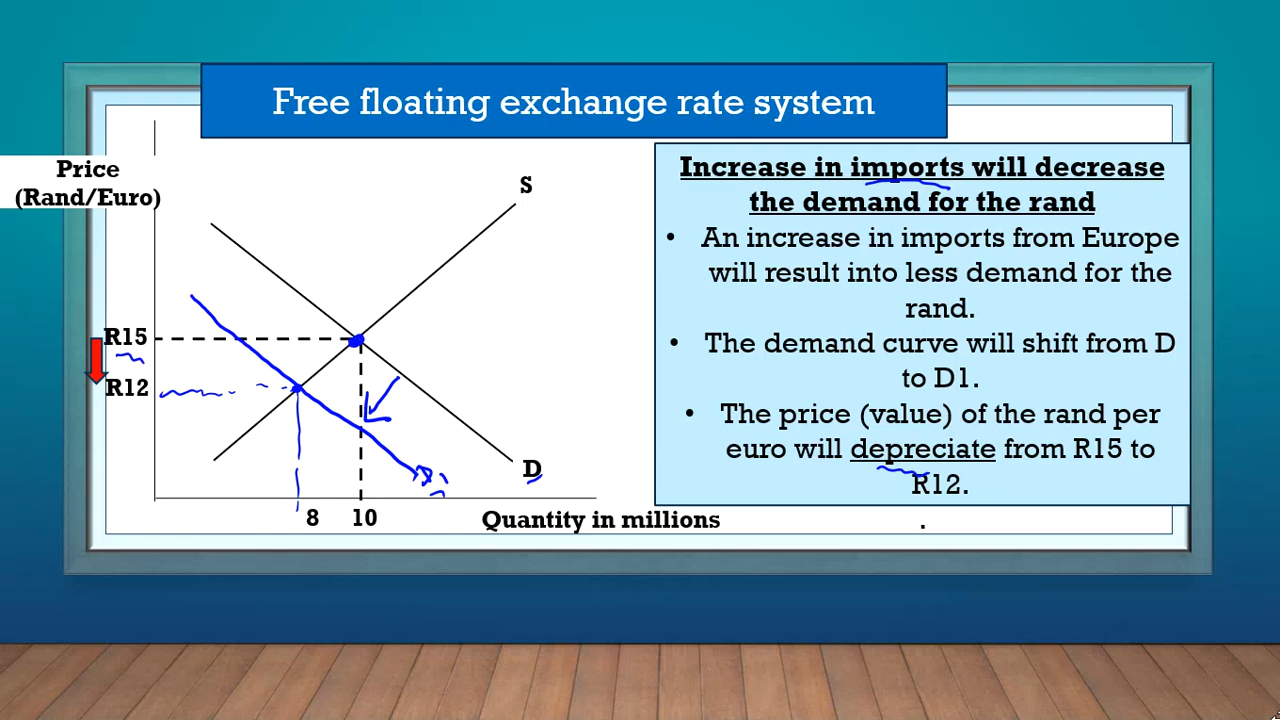 Free floating exchange rate system
Price
(Rand/Euro)
S
R15
R12
D
D1
8
10
Quantity in millions
Increase in imports will decrease
the demand for the rand
• An increase in imports from Europe
will result into less demand for the
rand.
• The demand curve will shift from D
to D1.
• The price (value) of the rand per
euro will depreciate from R15 to
R12.
.